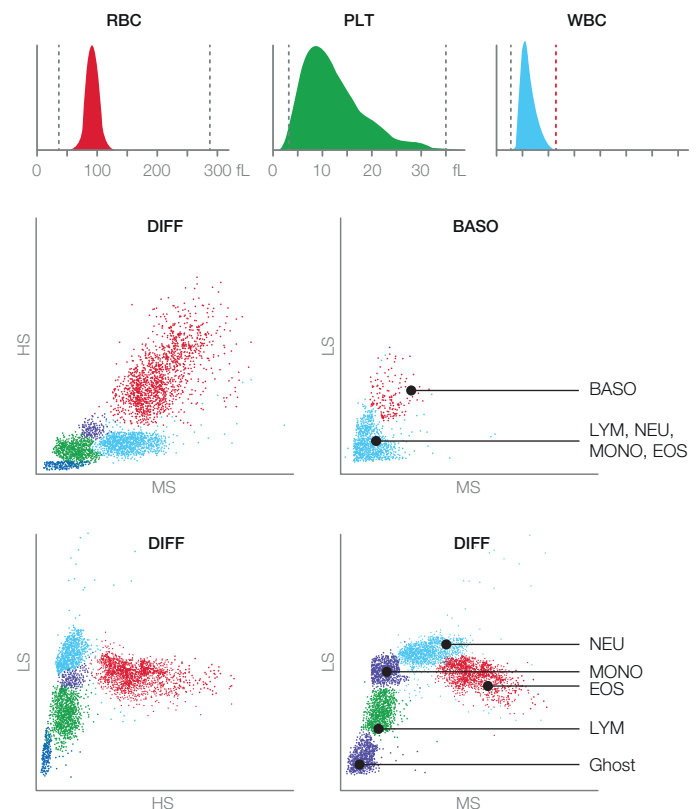 RBC
PLT
WBC
0 100 200 300 fL
0 10 20 30 fL
DIFF
BASO
HS
LS
BASO
LYM, NEU,
MONO, EOS
MS
MS
DIFF
DIFF
LS
LS
NEU
MONO
EOS
LYM
Ghost
HS
MS